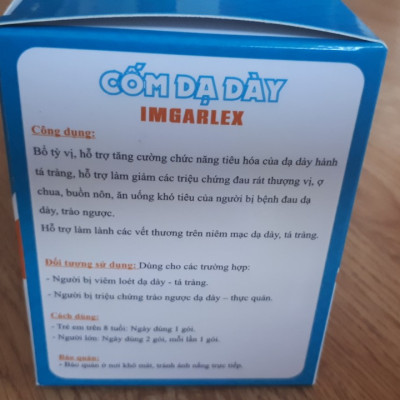 CỐM DẠ DÀY
IMGARLEX
Công dụng:
Bổ tỳ vị, hỗ trợ tăng cường chức năng tiêu hóa của dạ dày hành
tá tràng, hỗ trợ làm giảm các triệu chứng đau rát thượng vị, ợ
chua, buồn nôn, ăn uống khó tiêu của người bị bệnh đau dạ
dày, trào ngược.
Hỗ trợ làm lành các vết thương trên niêm mạc dạ dày, tá tràng.
Đối tượng sử dụng: Dùng cho các trường hợp:
- Người bị viêm loét dạ dày - tá tràng.
- Người bị triệu chứng trào ngược dạ dày – thực quản.
Cách dùng:
- Trẻ em trên 8 tuổi: Ngày dùng 1 gói.
- Người lớn: Ngày dùng 2 gói, mỗi lần 1 gói.
Bảo quản:
- Bảo quản ở nơi khô mát, tránh ánh nắng trực tiếp.